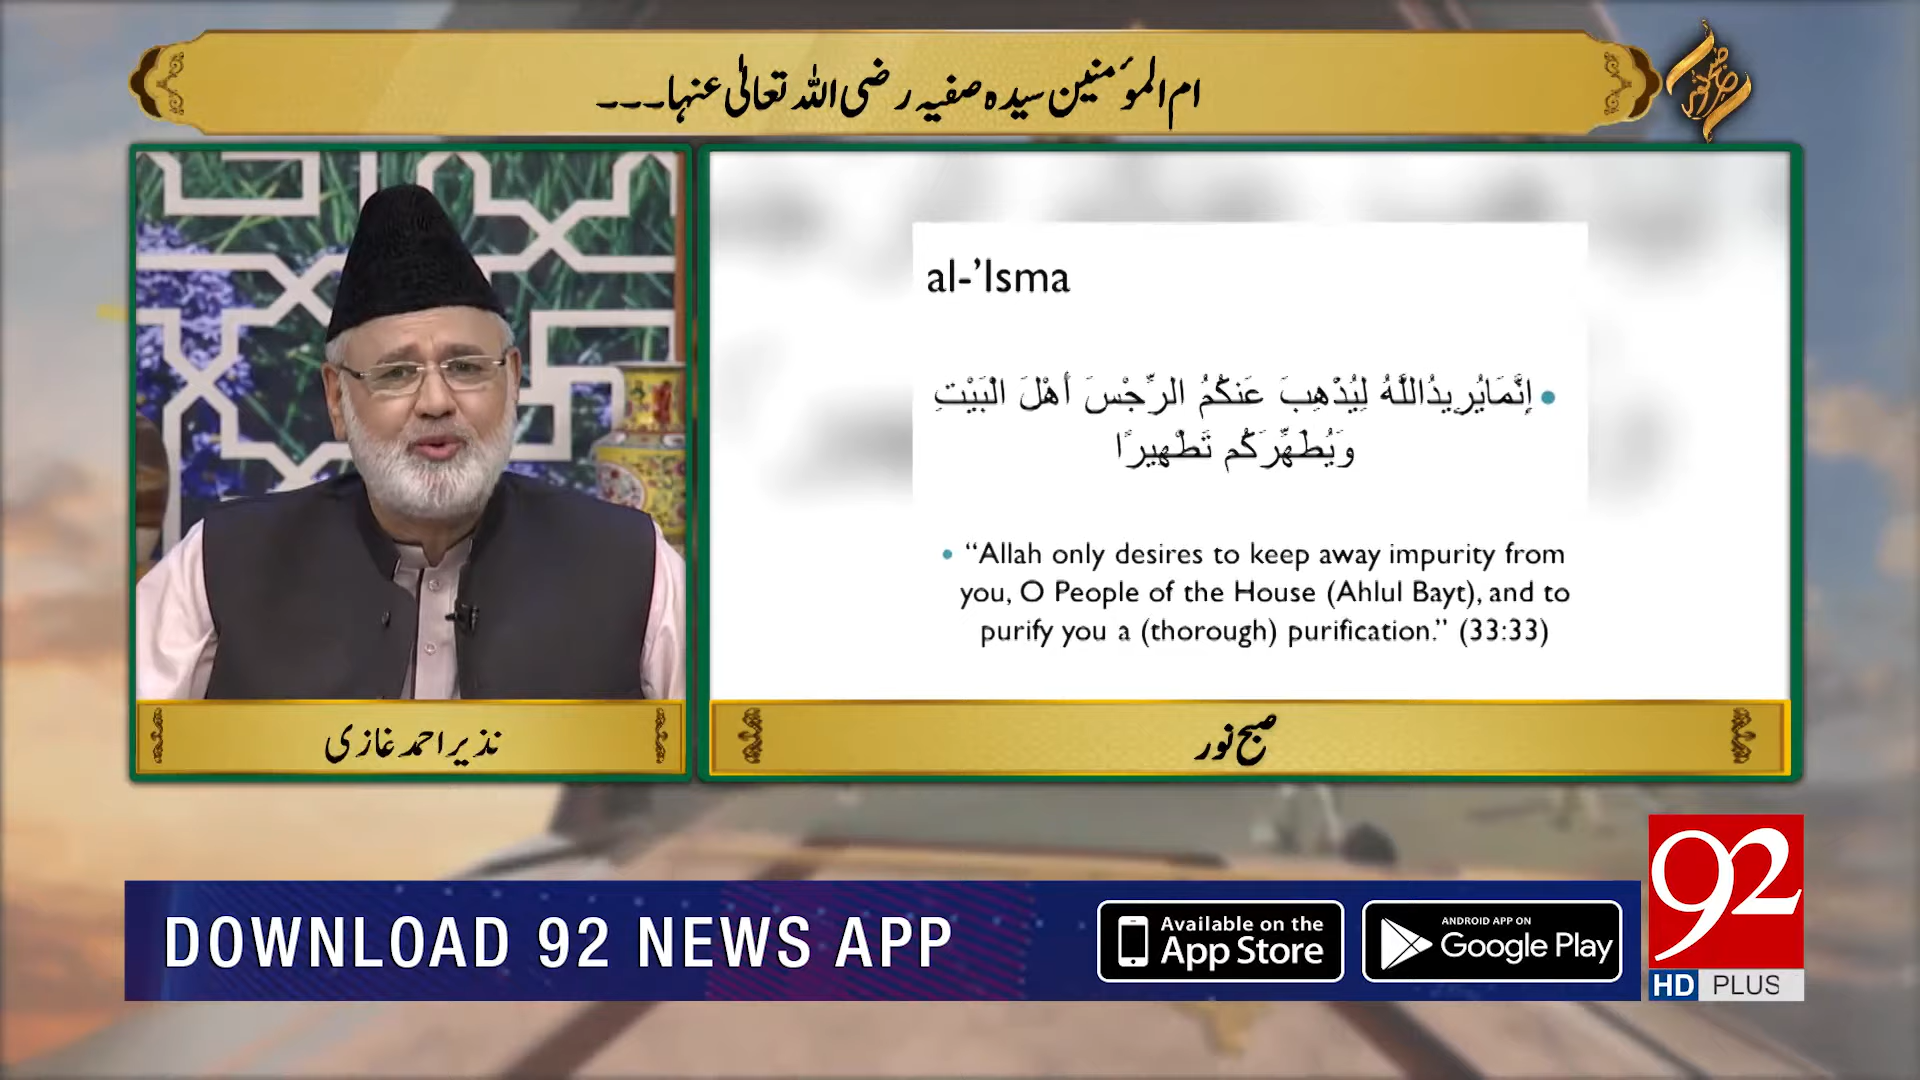 ام المؤمنین سیدہ صفیہ رضی اللہ تعالیٰ عنہا۔۔۔
صبح نور
al-’Isma
إِنَّمَايُرِيدُاللَّهُ لِيُذْهِبَ عَنكُمُ الرِّجْسَ أَهْلَ الْبَيْتِ
وَيُطَهِّرَكُم تَطْهِيرًا
“Allah only desires to keep away impurity from
you, O People of the House (Ahlul Bayt), and to
purify you a (thorough) purification.” (33:33)
نذیر احمد غازی
صبح نور
DOWNLOAD 92 NEWS APP
Available on the
App Store
ANDROID APP ON
Google Play
92
HD PLUS